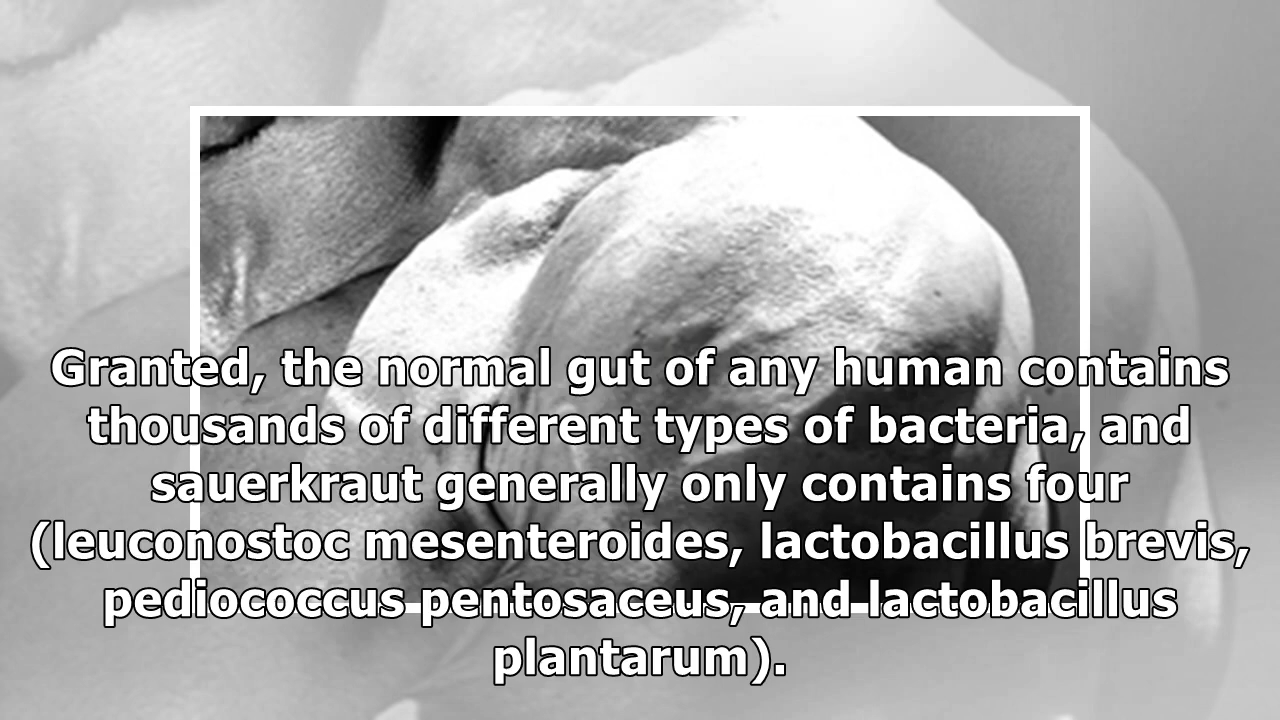 Granted, the normal gut of any human contains
thousands of different types of bacteria, and
sauerkraut generally only contains four
(leuconostoc mesenteroides, lactobacillus brevis,
pediococcus pentosaceus, and lactobacillus
plantarum).